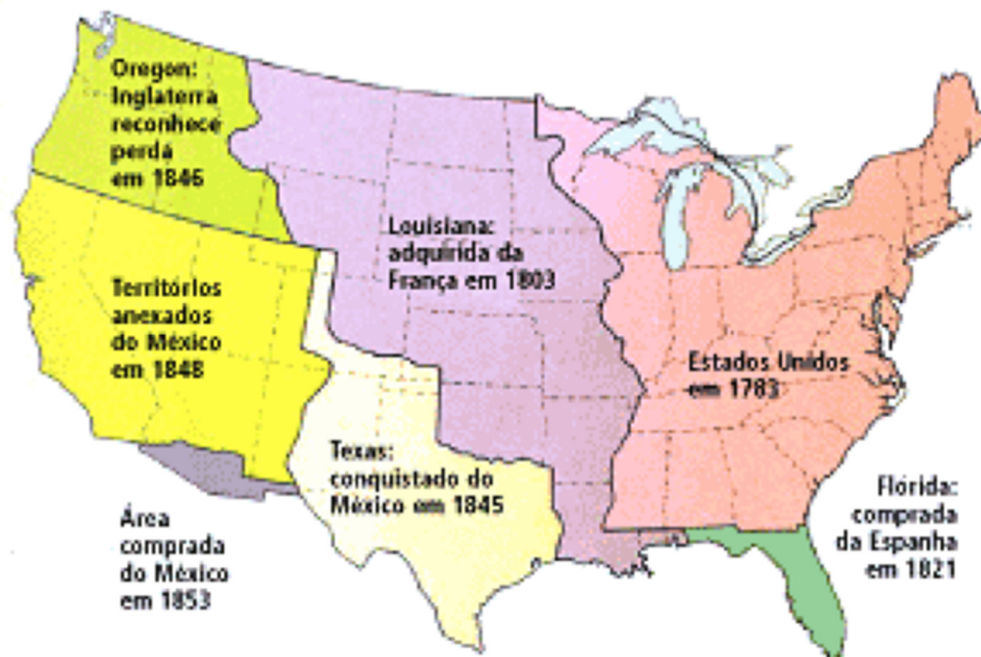 Oregon:
Inglaterra
reconhece
perda
em 1846
Louisiana:
adquirida da
França em 1803
Territórios
anexados
do México
em 1848
Estados Unidos
em 1783
Texas:
conquistado do
México em 1845
Flórida:
comprada
da Espanha
em 1821
Área
comprada
do México
em 1853